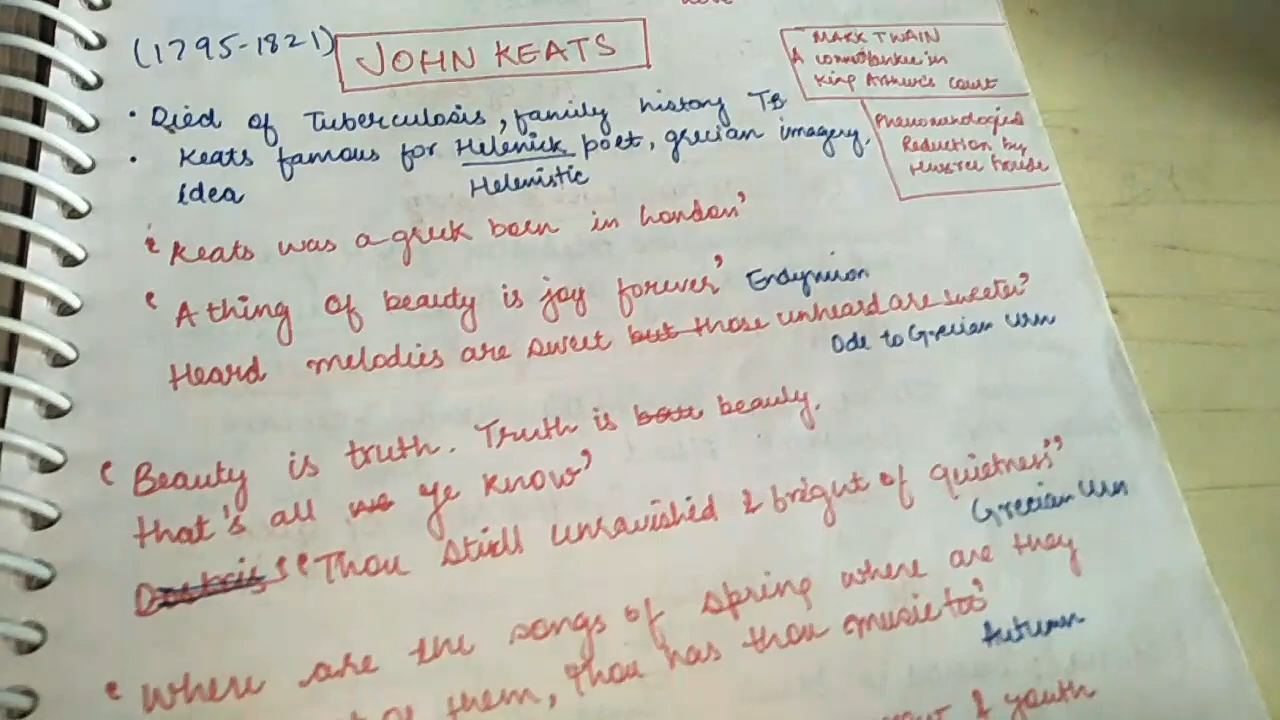 (1795-1821)
JOHN KEATS
MARK TWAIN
A in
King Arthur's court
Phenomenological
Reduction by
• Died of Tuberculosis, family history TB
• Keats famous for Helenick poet, grecian imagery,
idea
Helenistic
'Keats was a greek born in London'
'A thing of beauty is joy forever' Endymion
Heard melodies are sweet but those unheard are sweeter'
Ode to Grecian Urn
'Beauty is truth. Truth is beauty.
that's all ye know'
"Thou still unravished & bright of quietness"
Grecian Urn
'Where are the songs of spring where are they
of them, thou has thou music too'
Autumn
& youth